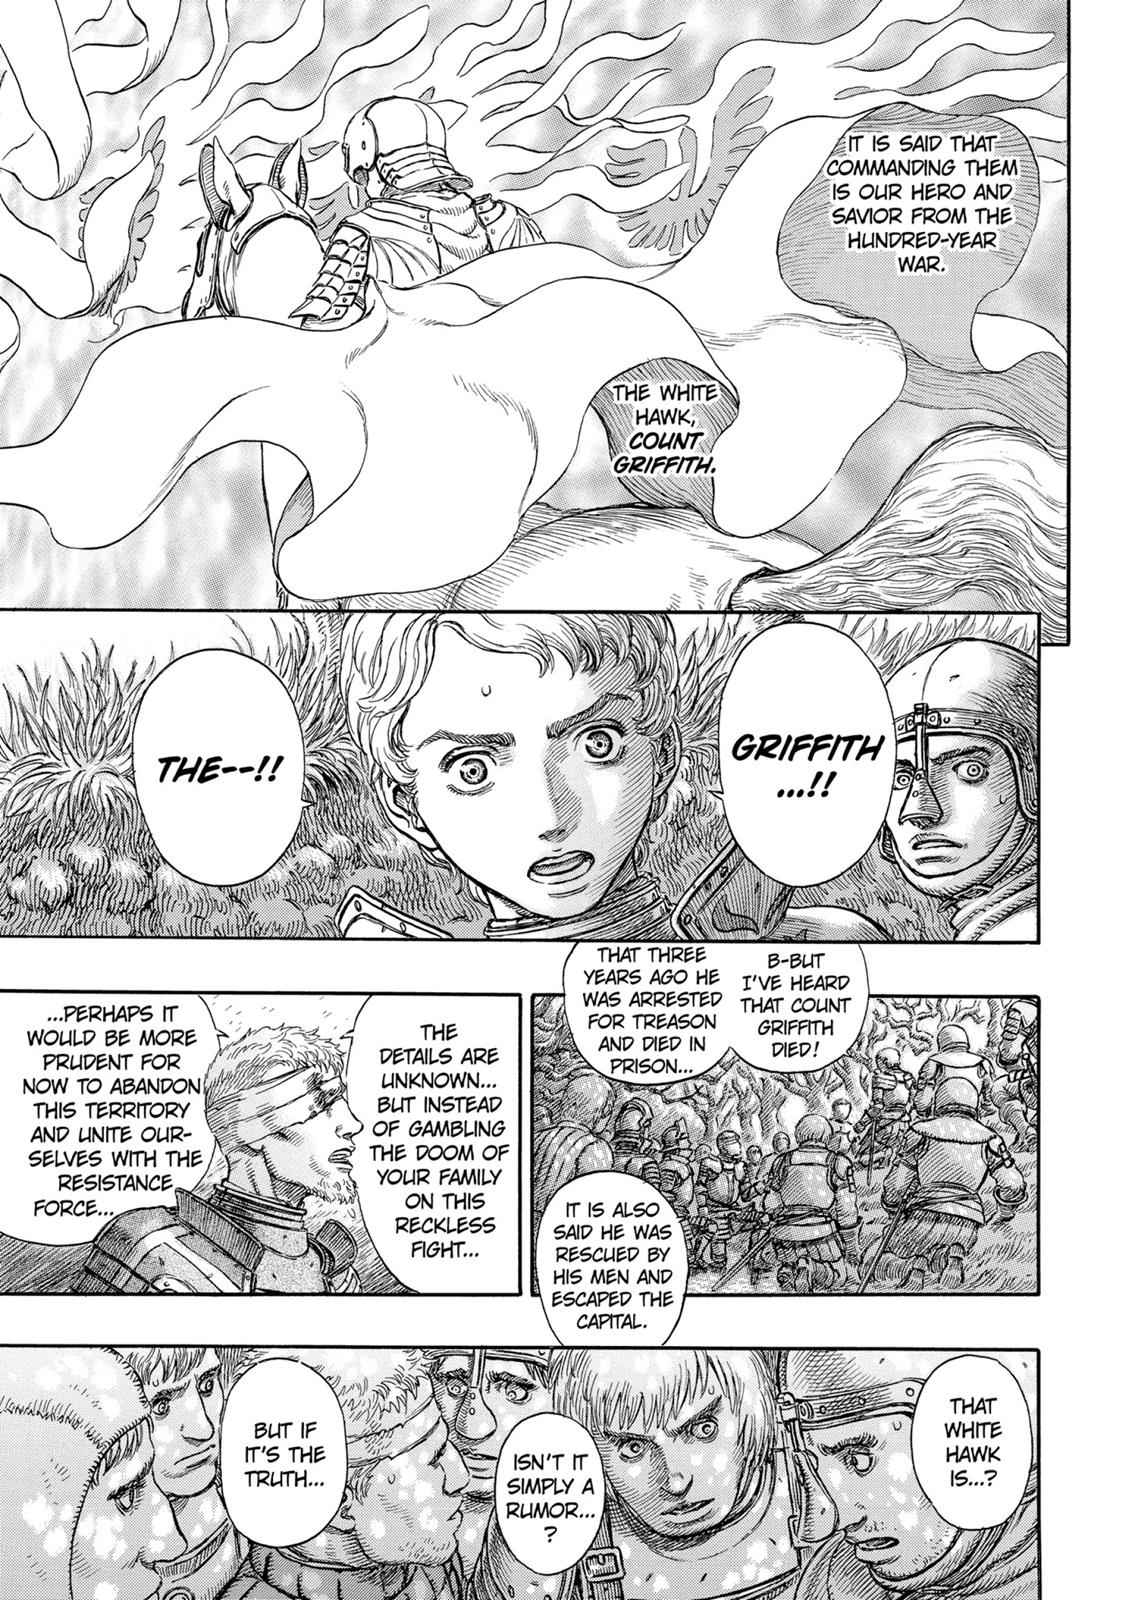 IT IS SAID THAT
COMMANDING THEM
IS OUR HERO AND
SAVIOR FROM THE
HUNDRED-YEAR
WAR.
THE WHITE
HAWK,
COUNT
GRIFFITH.
GRIFFITH
...!!
THE--!!
B-BUT
I'VE HEARD
THAT COUNT
GRIFFITH
DIED!
THAT THREE
YEARS AGO HE
WAS ARRESTED
FOR TREASON
AND DIED IN
PRISON...
IT IS ALSO
SAID HE WAS
RESCUED BY
HIS MEN AND
ESCAPED THE
CAPITAL.
THE
DETAILS ARE
UNKNOWN...
BUT INSTEAD
OF GAMBLING
THE DOOM OF
YOUR FAMILY
ON THIS
RECKLESS
FIGHT...
...PERHAPS IT
WOULD BE MORE
PRUDENT FOR
NOW TO ABANDON
THIS TERRITORY
AND UNITE OUR-
SELVES WITH THE
RESISTANCE
FORCE...
THAT
WHITE
HAWK
IS...?
ISN'T IT
SIMPLY A
RUMOR...
?
BUT IF
IT'S THE
TRUTH...